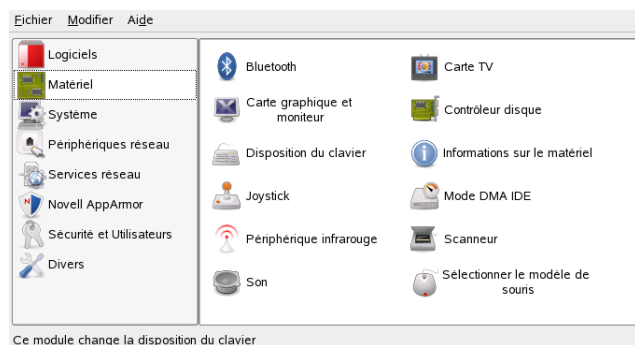 Fichier Modifier Aide
Logiciels
Matériel
Système
Périphériques réseau
Services réseau
Novell AppArmor
Sécurité et Utilisateurs
Divers
Bluetooth
Carte TV
Carte graphique et
moniteur
Contrôleur disque
Disposition du clavier
Informations sur le matériel
Joystick
Mode DMA IDE
Périphérique infrarouge
Scanneur
Son
Sélectionner le modèle de
souris
Ce module change la disposition du clavier